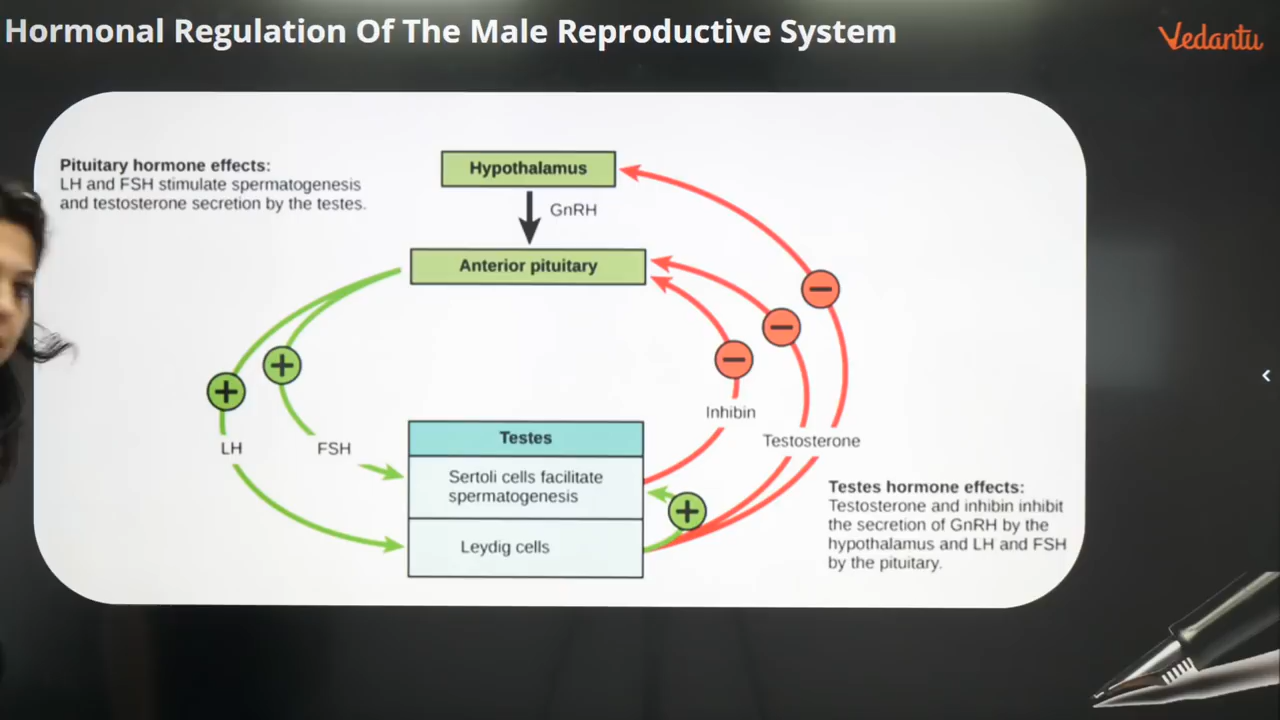 Hormonal Regulation Of The Male Reproductive System
Vedantu
Pituitary hormone effects:
LH and FSH stimulate spermatogenesis
and testosterone secretion by the testes.
Hypothalamus
GnRH
Anterior pituitary
+
+
−
−
−
LH
FSH
Inhibin
Testosterone
Testes
Sertoli cells facilitate
spermatogenesis
Leydig cells
+
Testes hormone effects:
Testosterone and inhibin inhibit
the secretion of GnRH by the
hypothalamus and LH and FSH
by the pituitary.